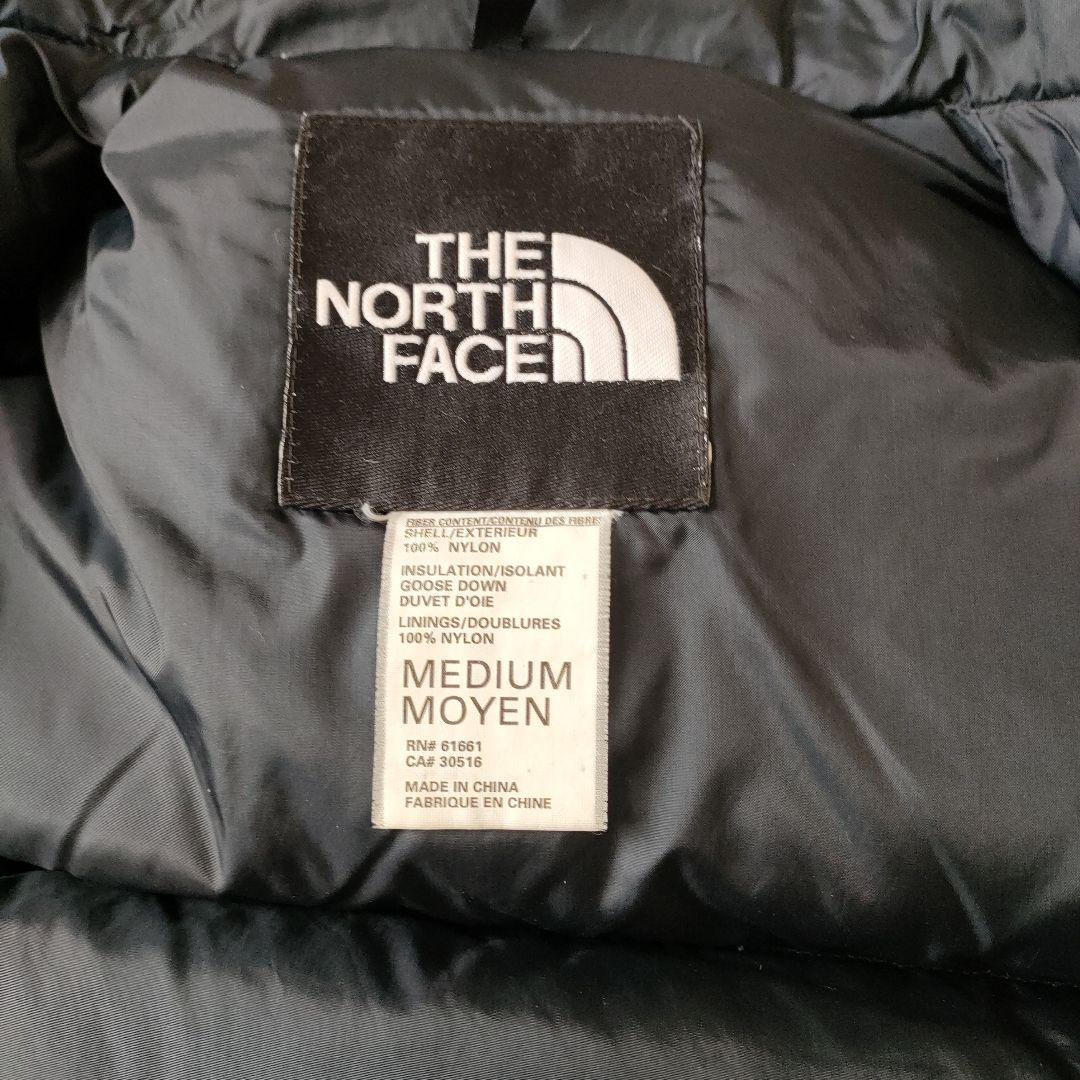 THE
NORTH
FACE
FIBER CONTENT/CONTENU DES FIBRES
SHELL/EXTERIEUR
100% NYLON
INSULATION/ISOLANT
GOOSE DOWN
DUVET D'OIE
LININGS/DOUBLURES
100% NYLON
MEDIUM
MOYEN
RN# 61661
CA# 30516
MADE IN CHINA
FABRIQUE EN CHINE